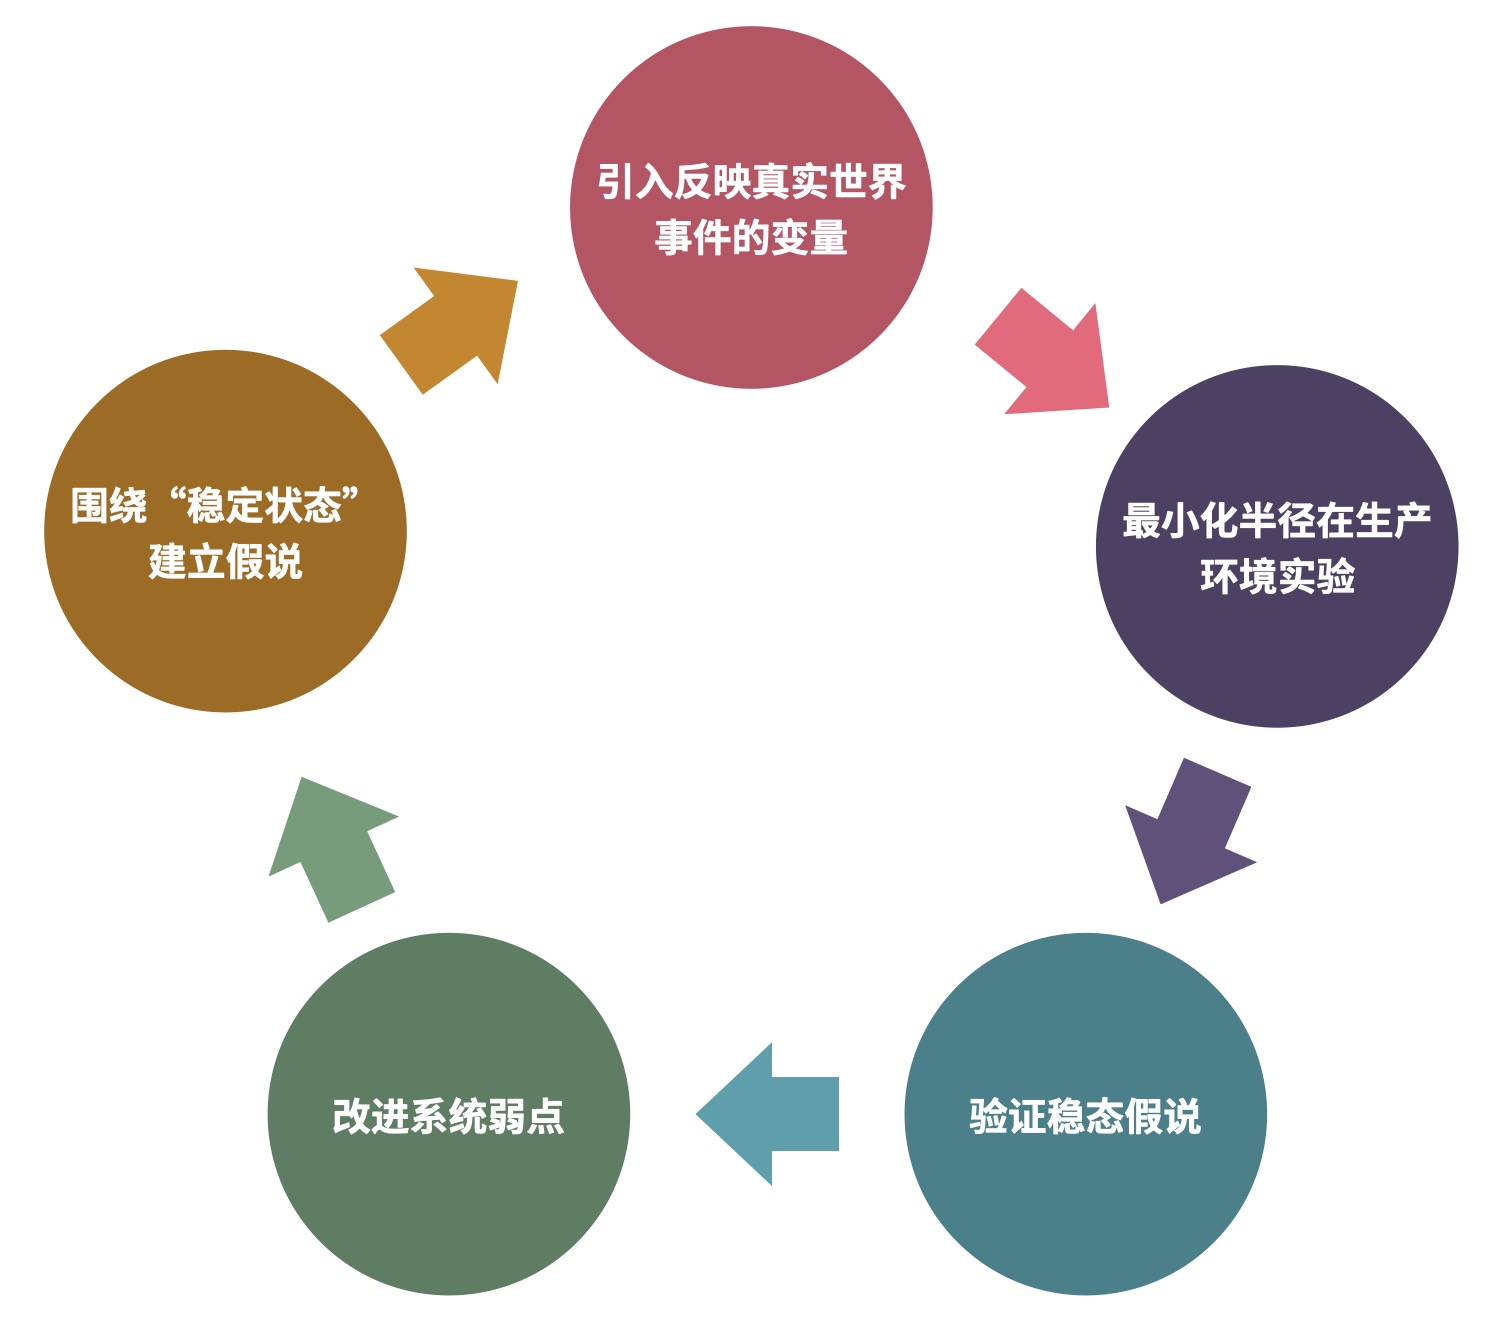 引入反映真实世界
事件的变量
围绕“稳定状态”
建立假说
最小化半径在生产
环境实验
改进系统弱点
验证稳态假说